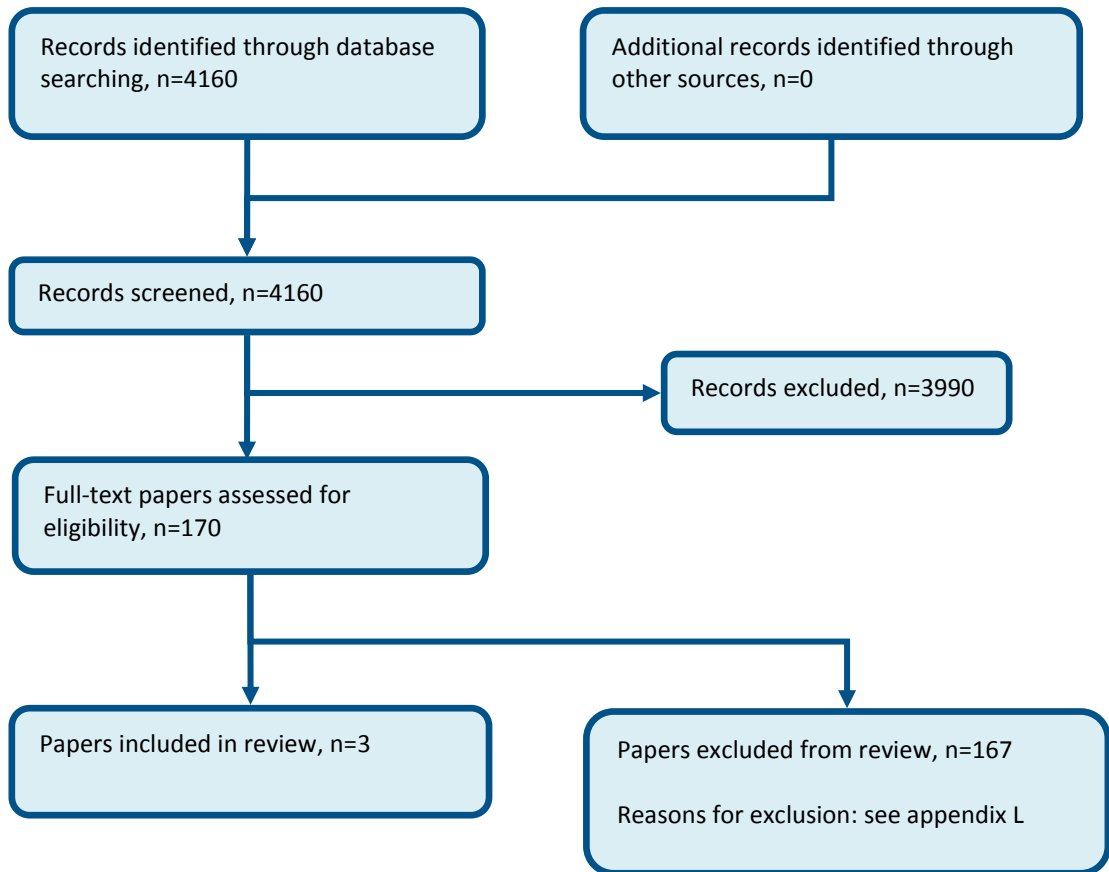 Records identified through database
searching, n=4160
Additional records identified through
other sources, n=0
Records screened, n=4160
Records excluded, n=3990
Full-text papers assessed for
eligibility, n=170
Papers included in review, n=3
Papers excluded from review, n=167
Reasons for exclusion: see appendix L